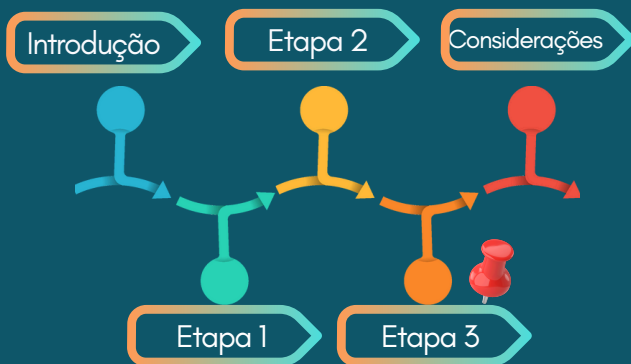 Introdução
Etapa 2
Considerações
Etapa 1
Etapa 3